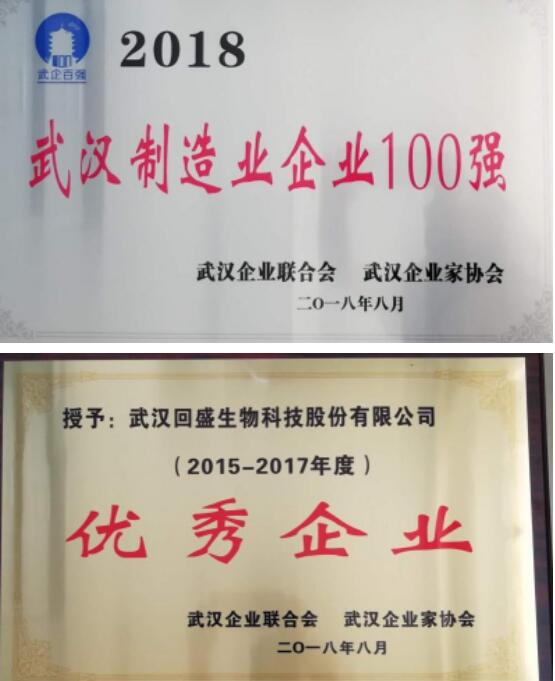 武企百强
2018
武汉制造业企业100强
武汉企业联合会 武汉企业家协会
二〇一八年八月
授予：武汉回盛生物科技股份有限公司
（2015-2017年度）
优秀企业
武汉企业联合会 武汉企业家协会
二〇一八年八月